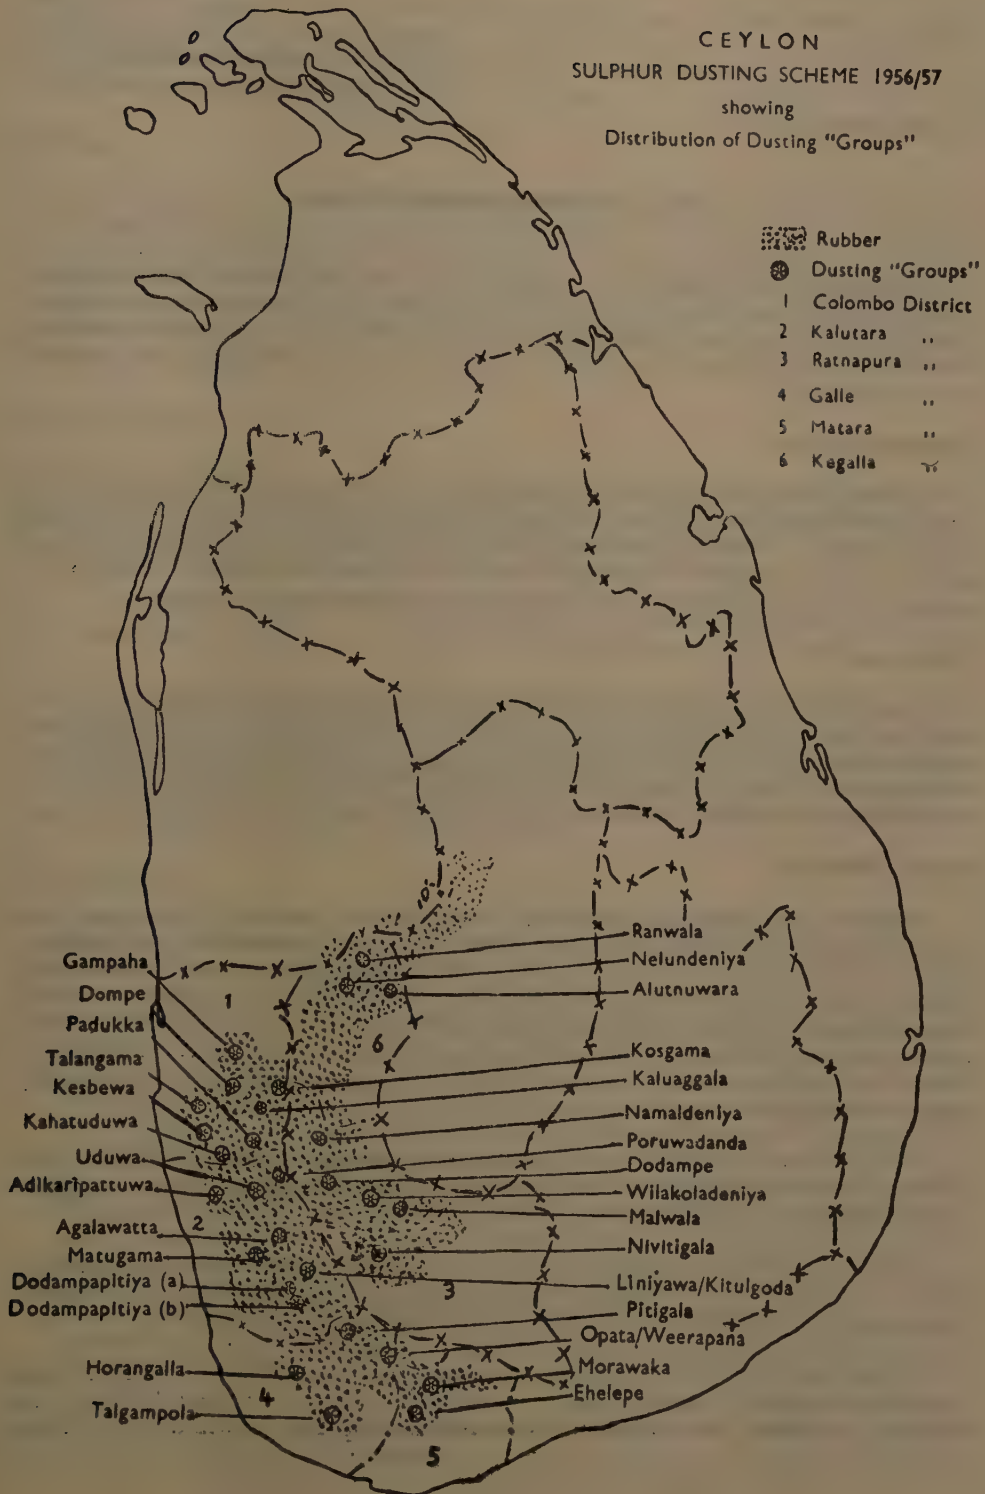 CEYLON
SULPHUR DUSTING SCHEME 1956/57
showing
Distribution of Dusting "Groups"
Rubber
Dusting "Groups"
1 Colombo District
2 Kalutara ,,
3 Ratnapura ,,
4 Galle ,,
5 Matara ,,
6 Kegalla ,,
10
Gampaha
Dompe
Padukka
Talangama
Kesbewa
Kahatuduwa
Uduwa
Adikaripattuwa
Agalawatta
Matugama
Dodampapitiya (a)
Dodampapitiya (b)
Horangalla
Talgampola
Ranwala
Nelundeniya
Alutnuwara
Kosgama
Kaluaggala
Namaldeniya
Poruwadanda
Dodampe
Wilakoladeniya
Malwala
Nivitigala
Liniyawa/Kitulgoda
Pitigala
Opata/Weerapana
Morawaka
Ehelepe
1
6
2
3
4
5